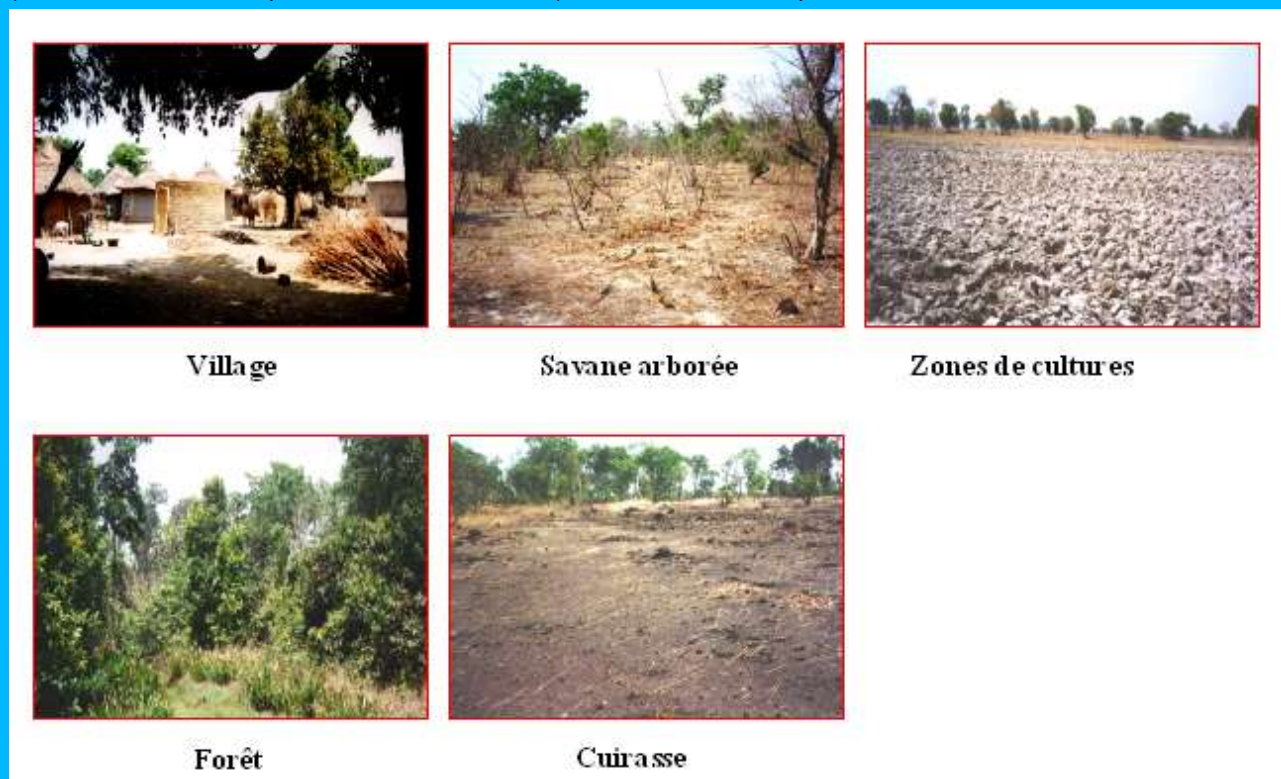 Village
Savane arborée
Zones de cultures
Forêt
Cuirasse